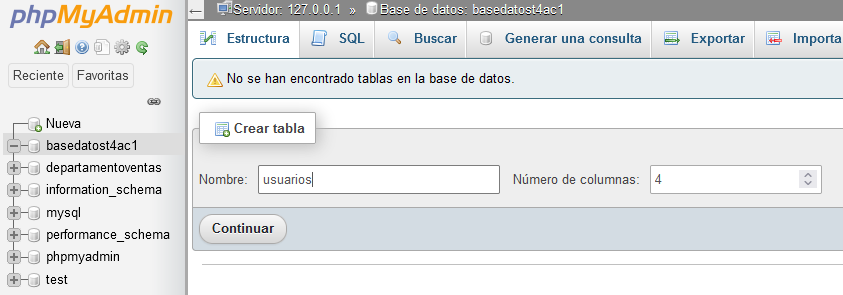 phpMyAdmin
Reciente Favoritas
Nueva
basedatost4ac1
departamentoventas
information_schema
mysql
performance_schema
phpmyadmin
test
Servidor: 127.0.0.1 » Base de datos: basedatost4ac1
Estructura SQL Buscar Generar una consulta Exportar Importa
No se han encontrado tablas en la base de datos.
Crear tabla
Nombre: usuarios Número de columnas: 4
Continuar